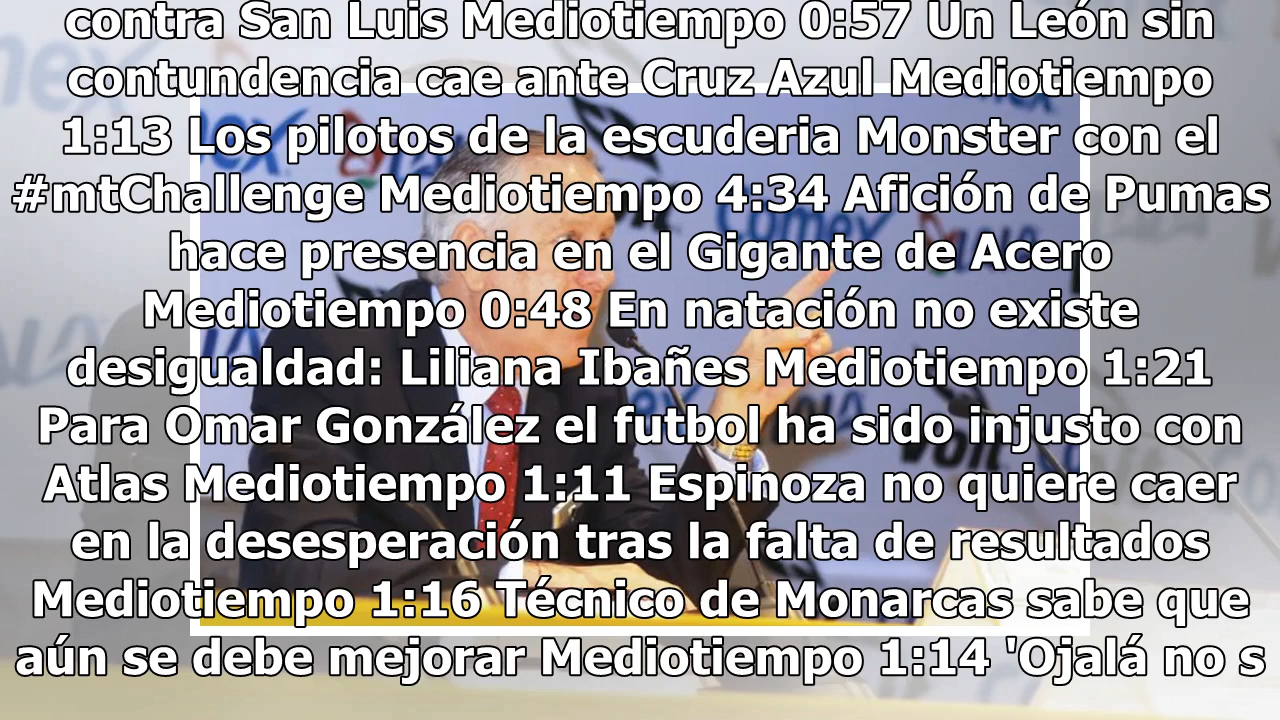 contra San Luis Mediotiempo 0:57 Un León sin
contundencia cae ante Cruz Azul Mediotiempo
1:13 Los pilotos de la escuderia Monster con el
#mtChallenge Mediotiempo 4:34 Afición de Pumas
hace presencia en el Gigante de Acero
Mediotiempo 0:48 En natación no existe
desigualdad: Liliana Ibañes Mediotiempo 1:21
Para Omar González el futbol ha sido injusto con
Atlas Mediotiempo 1:11 Espinoza no quiere caer
en la desesperación tras la falta de resultados
Mediotiempo 1:16 Técnico de Monarcas sabe que
aún se debe mejorar Mediotiempo 1:14 'Ojalá no s
comex
Voit